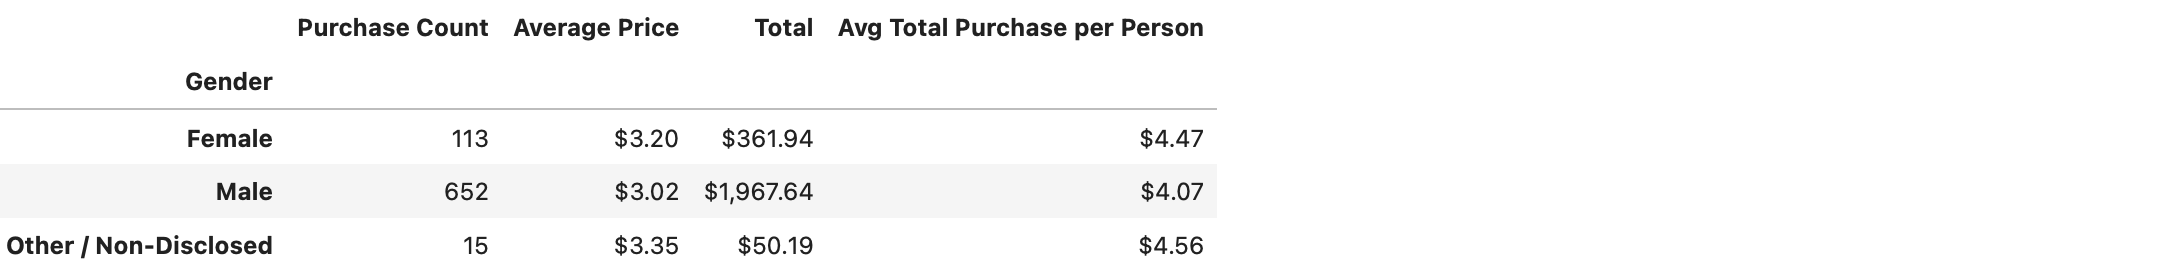 Purchase Count Average Price Total Avg Total Purchase per Person
Gender
Female 113 $3.20 $361.94 $4.47
Male 652 $3.02 $1,967.64 $4.07
Other / Non-Disclosed 15 $3.35 $50.19 $4.56